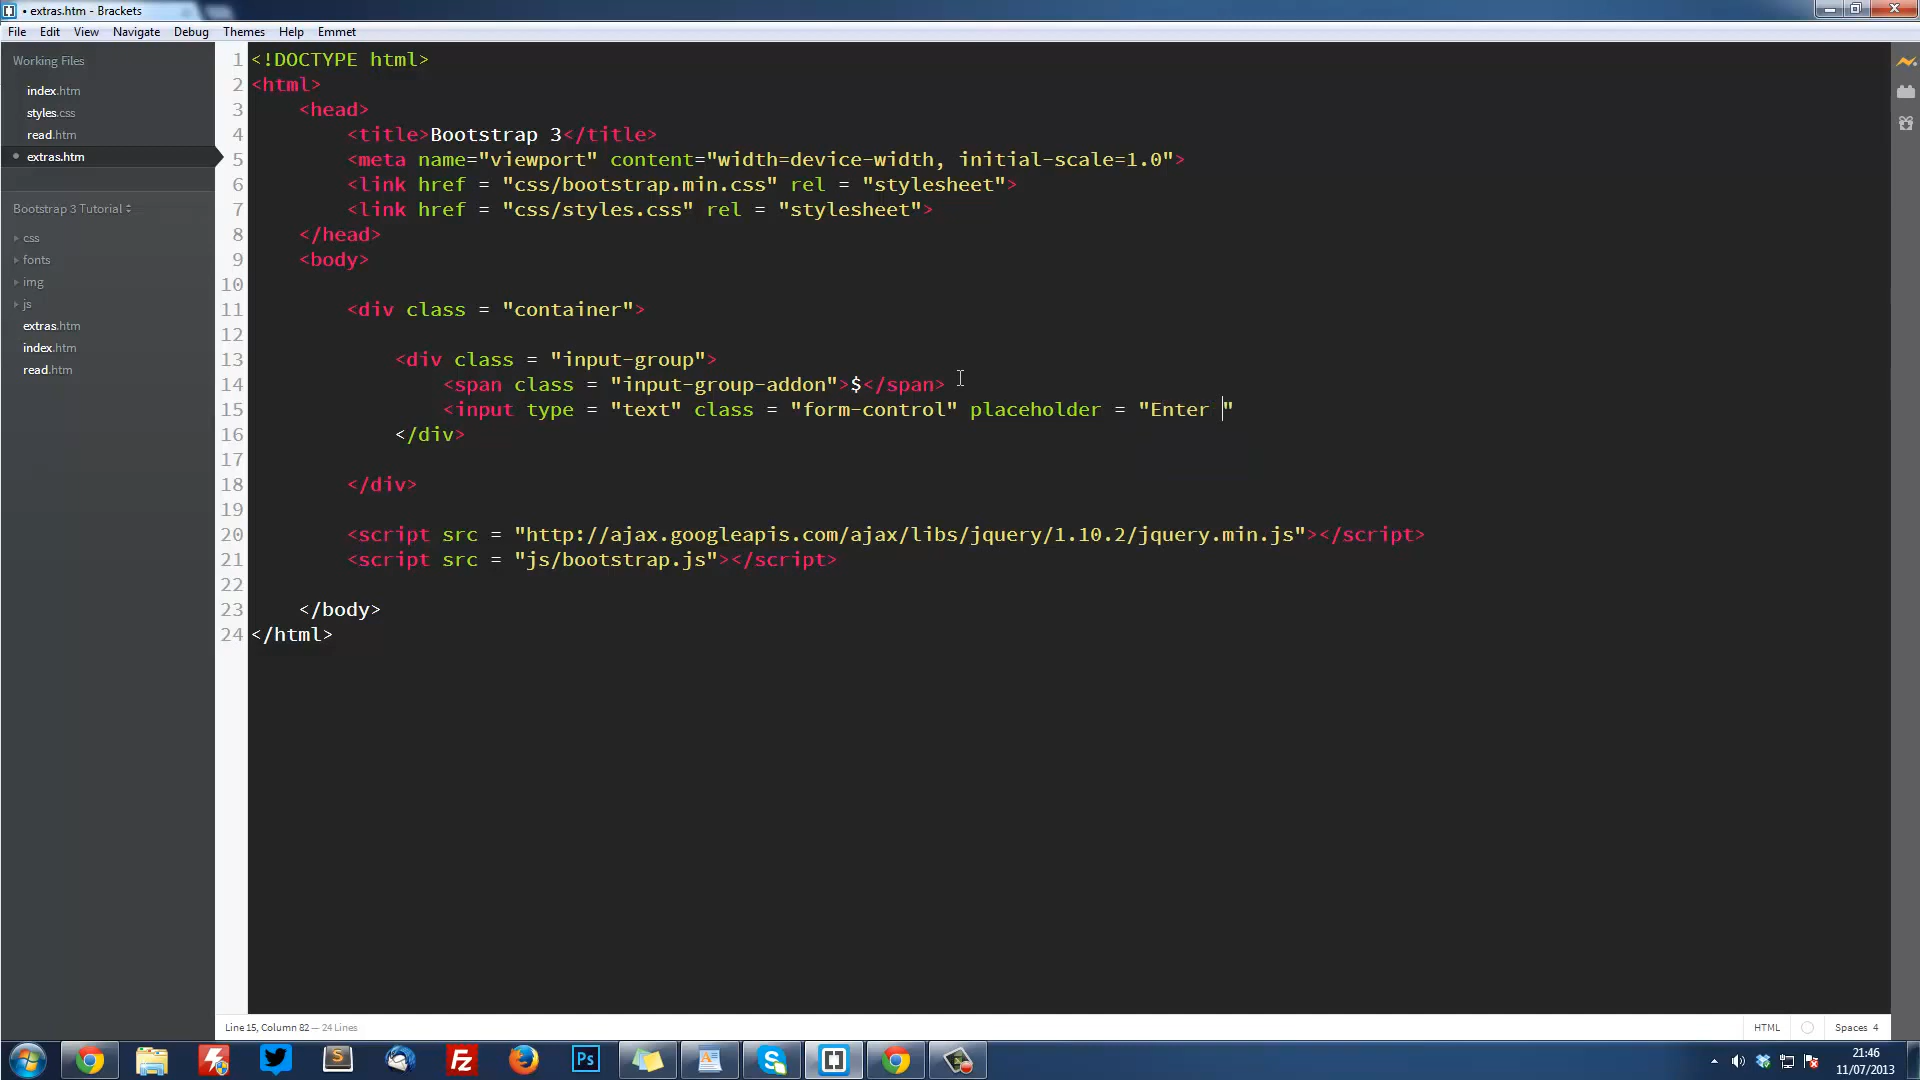 extras.htm - Brackets
File Edit View Navigate Debug Themes Help Emmet
Working Files
index.htm
styles.css
read.htm
extras.htm
Bootstrap 3 Tutorial
css
fonts
img
js
extras.htm
index.htm
read.htm
1 <!DOCTYPE html>
2 <html>
3 <head>
4 <title>Bootstrap 3</title>
5 <meta name="viewport" content="width=device-width, initial-scale=1.0">
6 <link href = "css/bootstrap.min.css" rel = "stylesheet">
7 <link href = "css/styles.css" rel = "stylesheet">
8 </head>
9 <body>
10
11 <div class = "container">
12
13 <div class = "input-group">
14 <span class = "input-group-addon">$</span>
15 <input type = "text" class = "form-control" placeholder = "Enter "
16 </div>
17
18 </div>
19
20 <script src = "http://ajax.googleapis.com/ajax/libs/jquery/1.10.2/jquery.min.js"></script>
21 <script src = "js/bootstrap.js"></script>
22
23 </body>
24 </html>
Line 15, Column 82 — 24 Lines
HTML
Spaces 4
S
Fz
Ps
21:46
11/07/2013